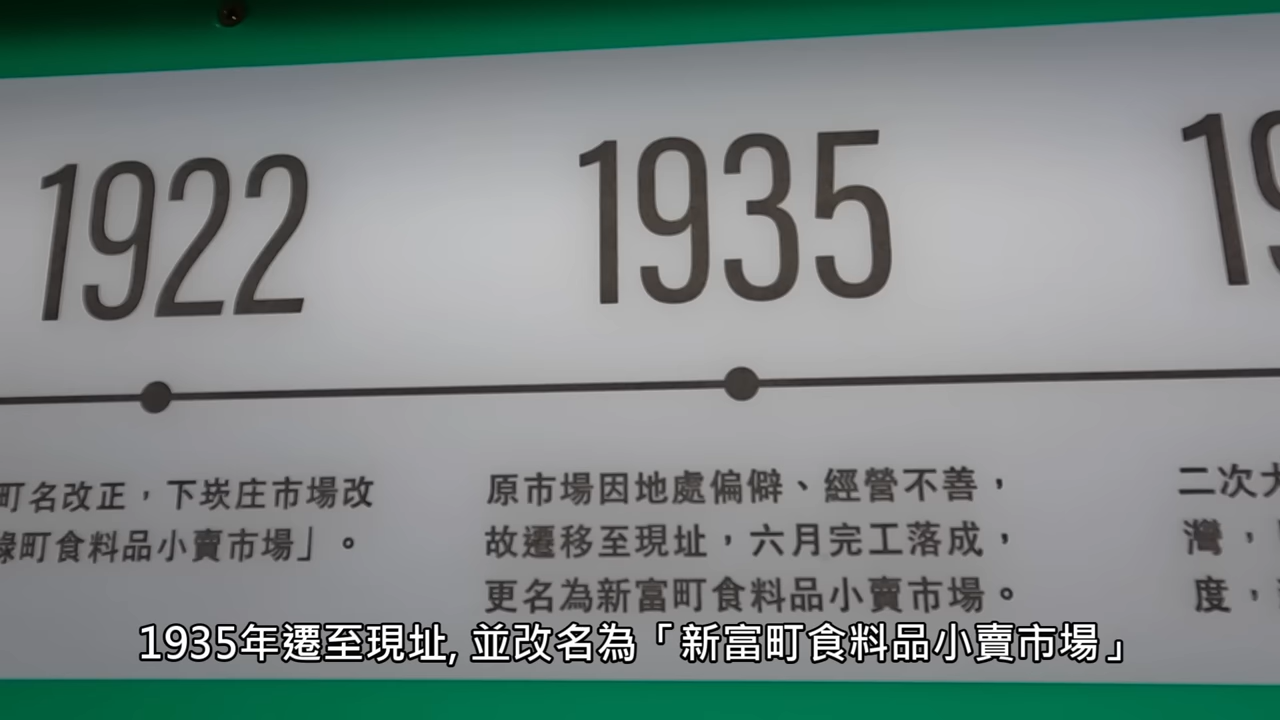 1922
1935
町名改正，下崁庄市場改
町食料品小賣市場」。
原市場因地處偏僻、經營不善，
故遷移至現址，六月完工落成，
更名為新富町食料品小賣市場。
二次
灣，
度，
1935年遷至現址, 並改名為「新富町食料品小賣市場」